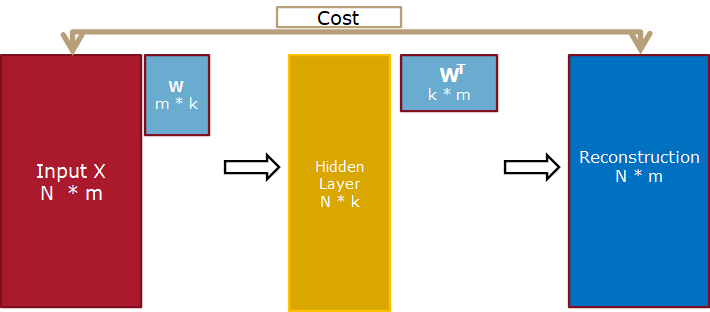 Cost
Input X
N * m
W
m * k
Hidden
Layer
N * k
W^T
k * m
Reconstruction
N * m